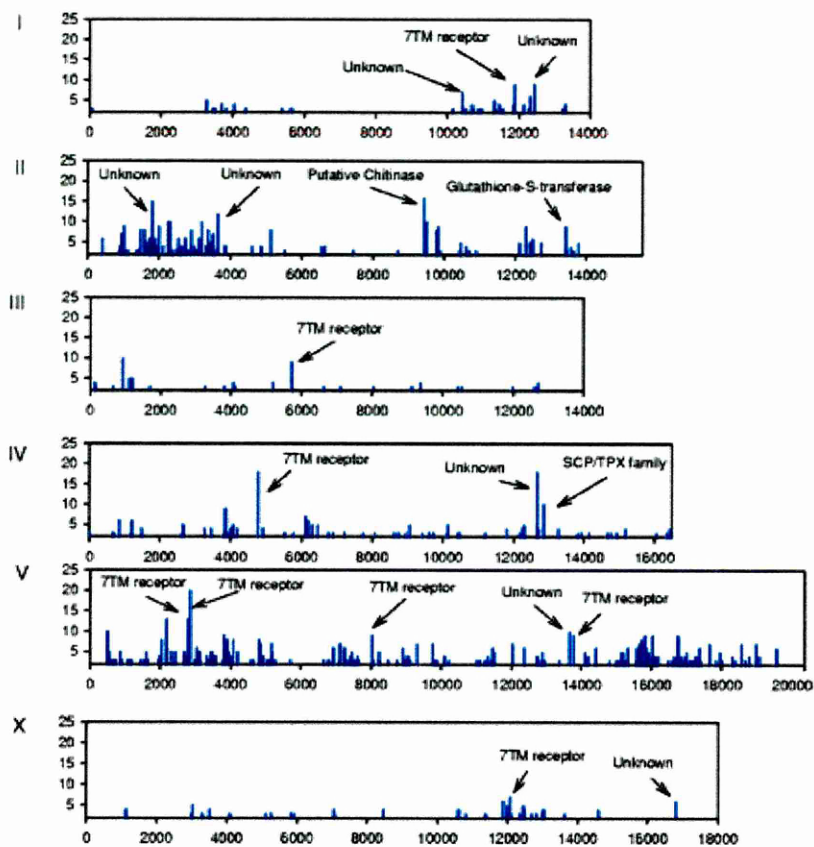 I
25
20
15
10
5
7TM receptor
Unknown
Unknown
0 2000 4000 6000 8000 10000 12000 14000
II
25
20
15
10
5
Unknown
Unknown
Putative Chitinase
Glutathione-S-transferase
0 2000 4000 6000 8000 10000 12000 14000
III
25
20
15
10
5
7TM receptor
0 2000 4000 6000 8000 10000 12000 14000
IV
25
20
15
10
5
7TM receptor
Unknown
SCP/TPX family
0 2000 4000 6000 8000 10000 12000 14000 16000
V
25
20
15
10
5
7TM receptor
7TM receptor
7TM receptor
Unknown
7TM receptor
0 2000 4000 6000 8000 10000 12000 14000 16000 18000 20000
X
25
20
15
10
5
7TM receptor
Unknown
0 2000 4000 6000 8000 10000 12000 14000 16000 18000